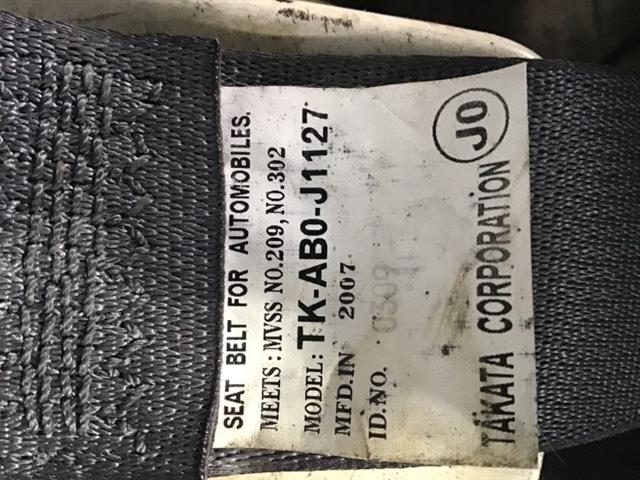 SEAT BELT FOR AUTOMOBILES.
MEETS : MVSS NO.209, NO.302
MODEL: TK-AB0-J1127
MFD.IN 2007
ID.NO.
TAKATA CORPORATION JO